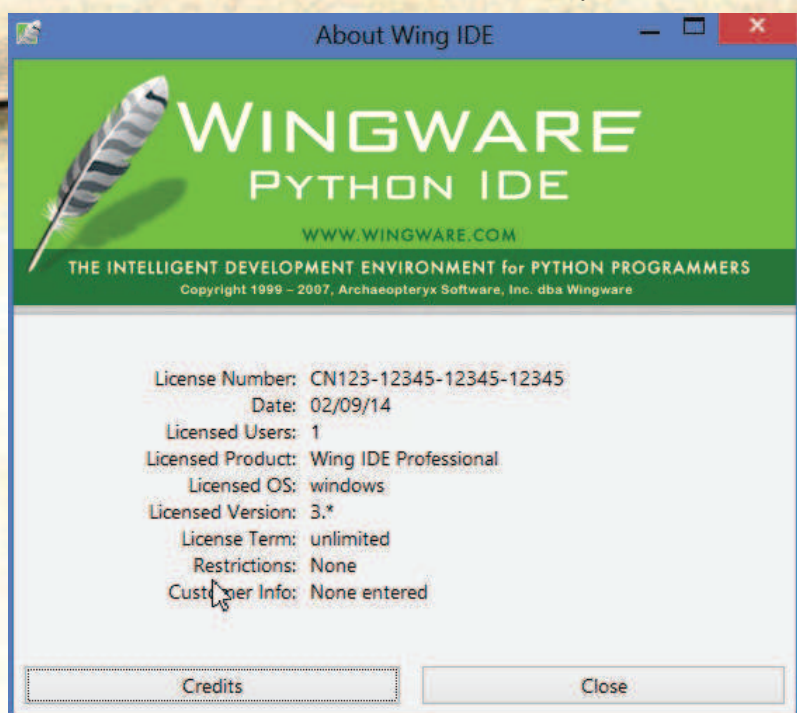 About Wing IDE
WINGWARE
PYTHON IDE
WWW.WINGWARE.COM
THE INTELLIGENT DEVELOPMENT ENVIRONMENT for PYTHON PROGRAMMERS
Copyright 1999 – 2007, Archaeopteryx Software, Inc. dba Wingware
License Number: CN123-12345-12345-12345
Date: 02/09/14
Licensed Users: 1
Licensed Product: Wing IDE Professional
Licensed OS: windows
Licensed Version: 3.*
License Term: unlimited
Restrictions: None
Customer Info: None entered
Credits Close